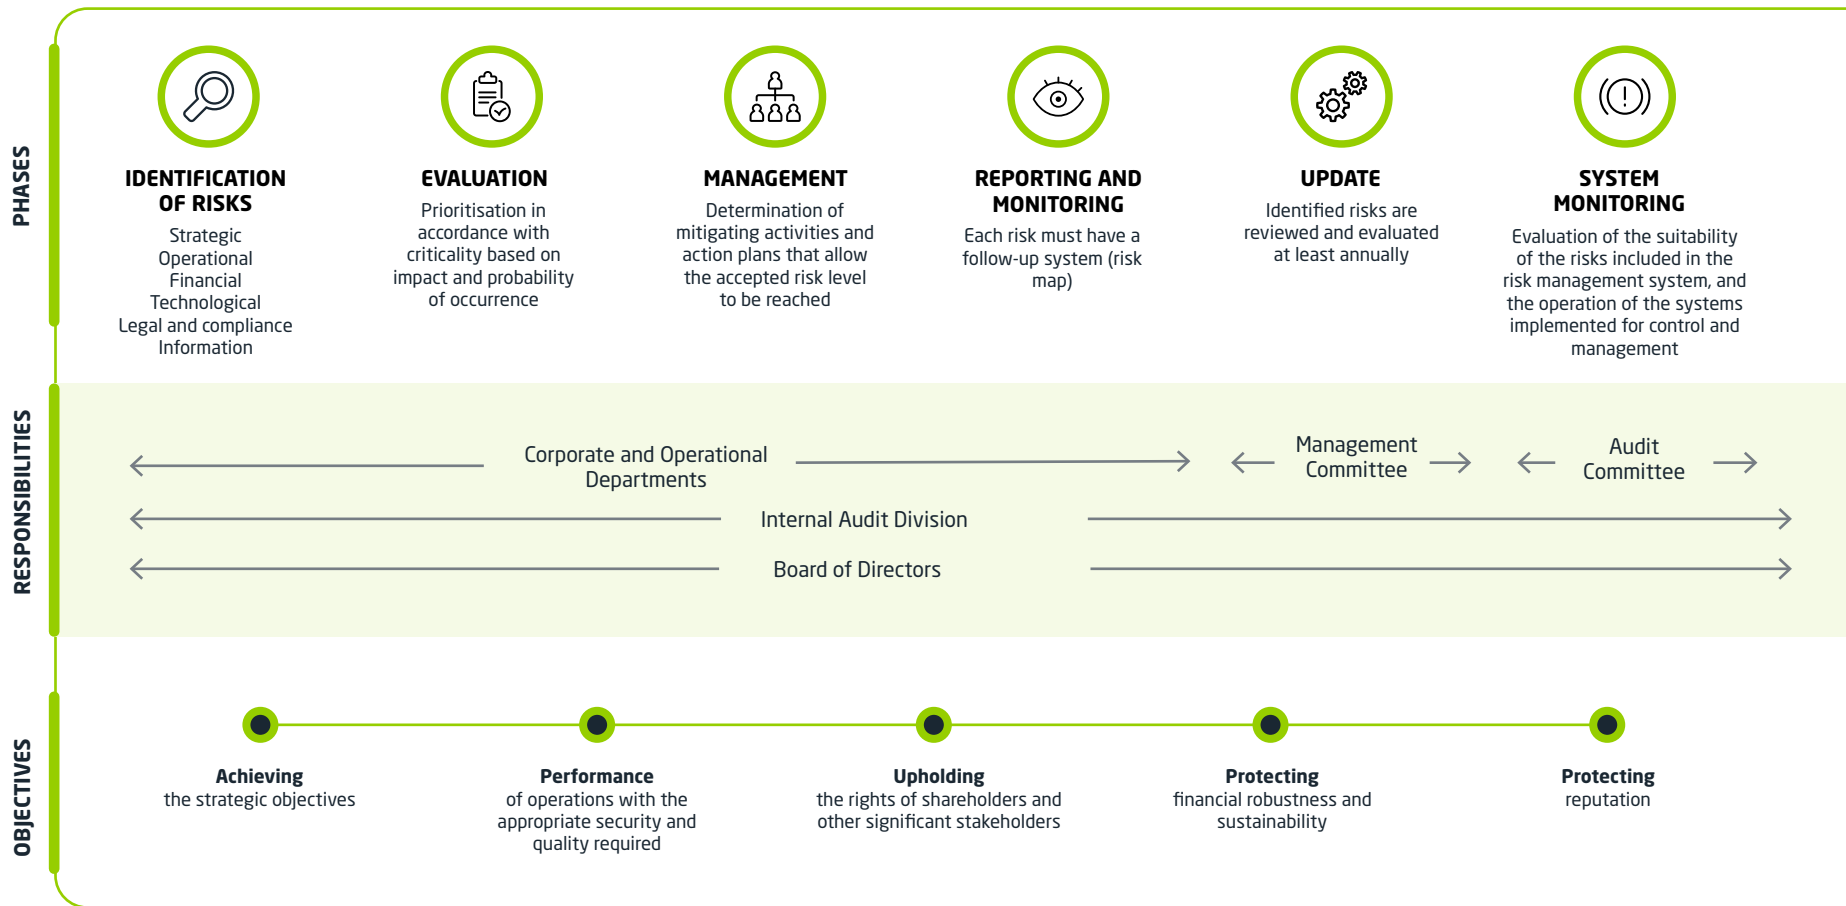 PHASES
IDENTIFICATION
OF RISKS
Strategic
Operational
Financial
Technological
Legal and compliance
Information
EVALUATION
Prioritisation in
accordance with
criticality based on
impact and probability
of occurrence
MANAGEMENT
Determination of
mitigating activities and
action plans that allow
the accepted risk level
to be reached
REPORTING AND
MONITORING
Each risk must have a
follow-up system (risk
map)
UPDATE
Identified risks are
reviewed and evaluated
at least annually
SYSTEM
MONITORING
Evaluation of the suitability
of the risks included in the
risk management system, and
the operation of the systems
implemented for control and
management
RESPONSIBILITIES
Corporate and Operational
Departments
Management
Committee
Audit
Committee
Internal Audit Division
Board of Directors
OBJECTIVES
Achieving
the strategic objectives
Performance
of operations with the
appropriate security and
quality required
Upholding
the rights of shareholders and
other significant stakeholders
Protecting
financial robustness and
sustainability
Protecting
reputation